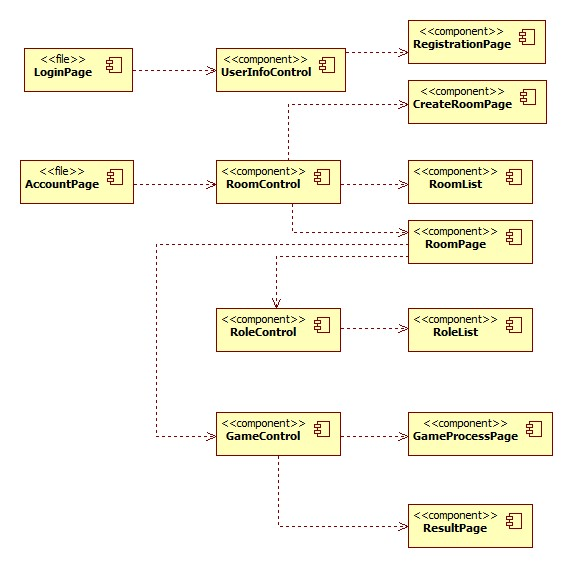 <<component>>
RegistrationPage
<<file>>
LoginPage
<<component>>
UserInfoControl
<<component>>
CreateRoomPage
<<file>>
AccountPage
<<component>>
RoomControl
<<component>>
RoomList
<<component>>
RoomPage
<<component>>
RoleControl
<<component>>
RoleList
<<component>>
GameControl
<<component>>
GameProcessPage
<<component>>
ResultPage